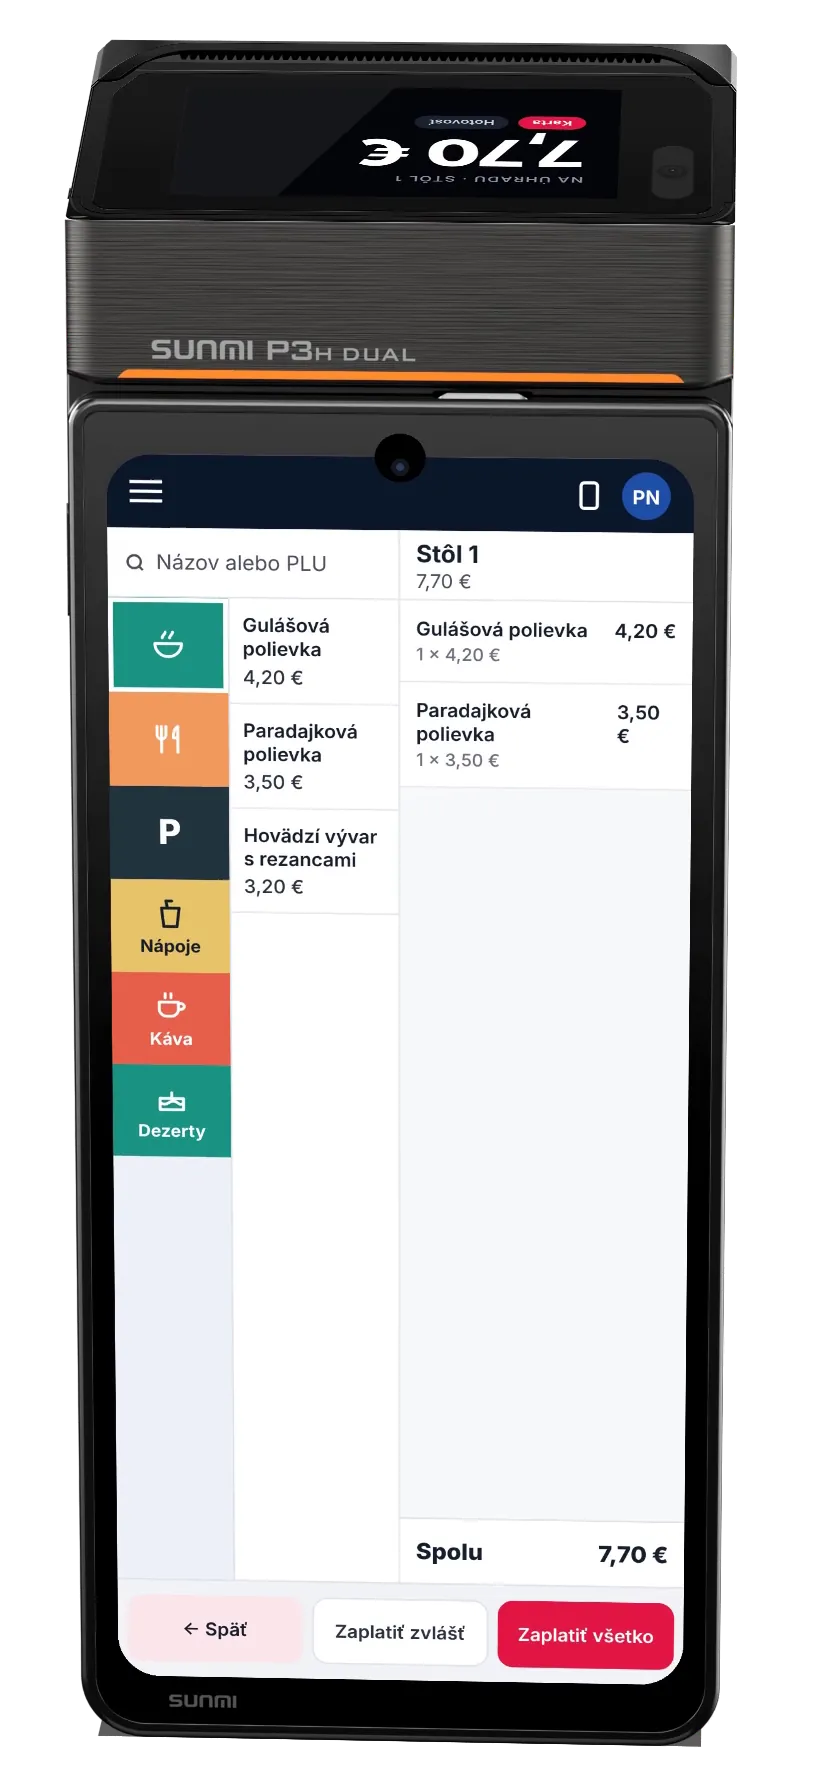 Karta
Hotovosť
7,70 €
NA ÚHRADU · STÔL 1
SUNMI P3H DUAL
PN
Názov alebo PLU
Stôl 1
7,70 €
Gulášová
polievka
4,20 €
Paradajková
polievka
3,50 €
Hovädzí vývar
s rezancami
3,20 €
P
Nápoje
Káva
Dezerty
Gulášová polievka 4,20 €
1 × 4,20 €
Paradajková
polievka
3,50
€
1 × 3,50 €
Spolu 7,70 €
← Späť
Zaplatiť zvlášť
Zaplatiť všetko
SUNMI